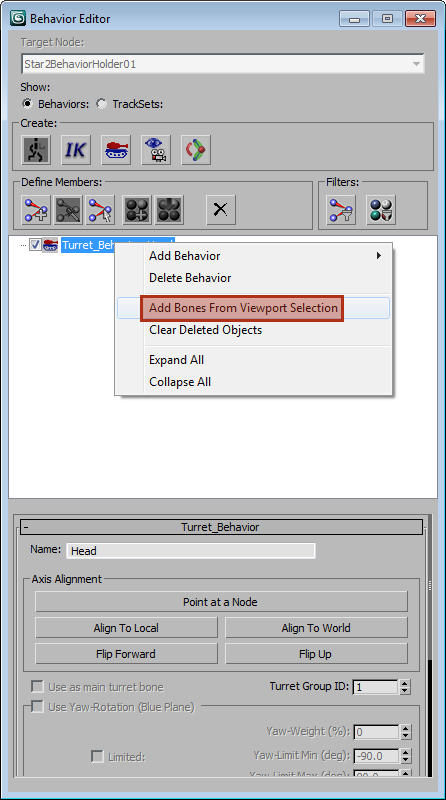 Behavior Editor
Target Node:
Star2BehaviorHolder01
Show:
Behaviors: TrackSets:
Create:
IK
Define Members: Filters:
Add Behavior
Delete Behavior
Add Bones From Viewport Selection
Clear Deleted Objects
Expand All
Collapse All
Turret_Behavior
Name: Head
Axis Alignment
Point at a Node
Align To Local Align To World
Flip Forward Flip Up
Use as main turret bone Turret Group ID: 1
Use Yaw-Rotation (Blue Plane)
Yaw-Weight (%): 0
Limited: Yaw-Limit Min (deg): -90.0
Yaw-Limit Max (deg): 90.0